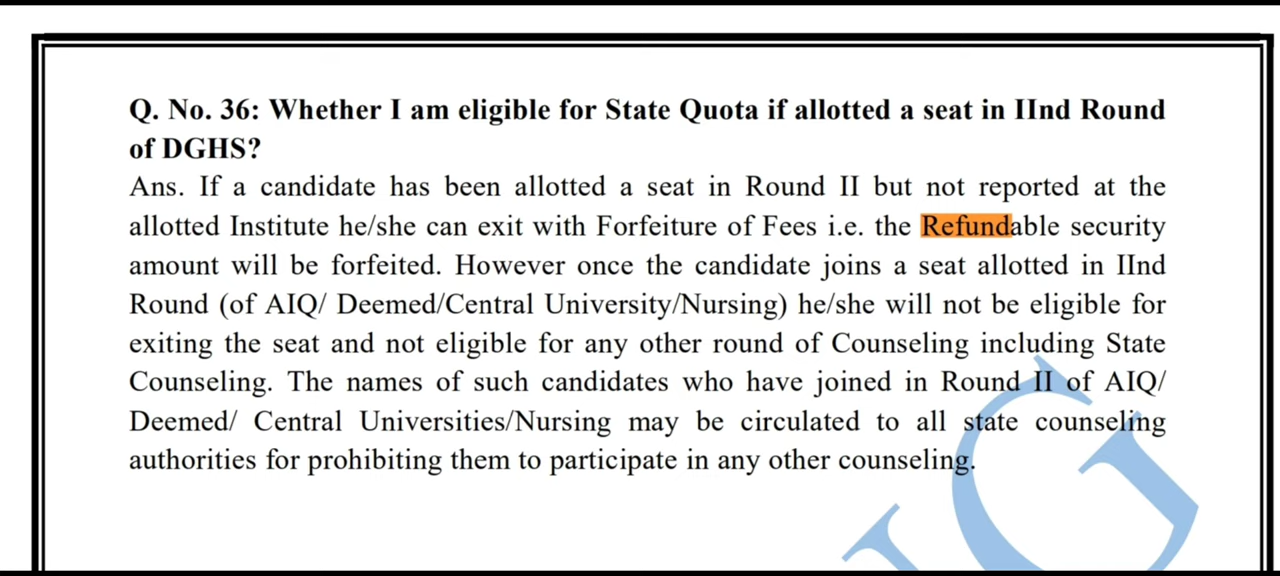 Q. No. 36: Whether I am eligible for State Quota if allotted a seat in IInd Round
of DGHS?
Ans. If a candidate has been allotted a seat in Round II but not reported at the
allotted Institute he/she can exit with Forfeiture of Fees i.e. the Refundable security
amount will be forfeited. However once the candidate joins a seat allotted in IInd
Round (of AIQ/ Deemed/Central University/Nursing) he/she will not be eligible for
exiting the seat and not eligible for any other round of Counseling including State
Counseling. The names of such candidates who have joined in Round II of AIQ/
Deemed/ Central Universities/Nursing may be circulated to all state counseling
authorities for prohibiting them to participate in any other counseling.